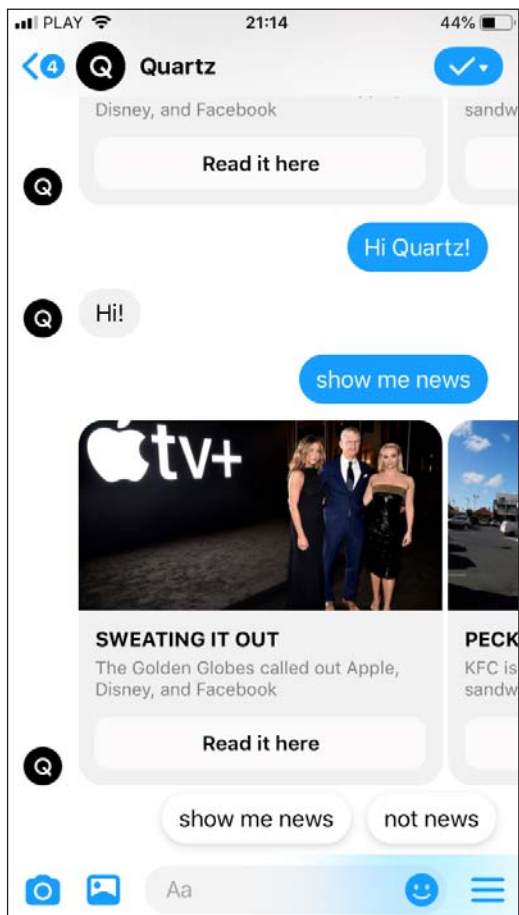 PLAY 21:14 44%
4 Q Quartz
Disney, and Facebook
sandw
Read it here
Q
Hi Quartz!
Q Hi!
show me news
tv+
SWEATING IT OUT
The Golden Globes called out Apple,
Disney, and Facebook
Read it here
PECK
KFC is
sandw
Q
show me news not news
Aa